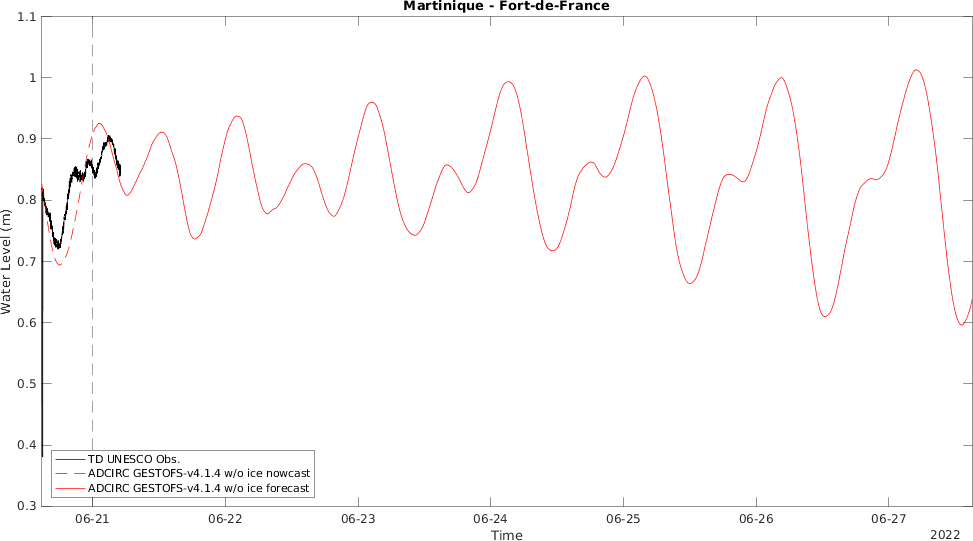 Martinique - Fort-de-France
1.1
1
0.9
0.8
0.7
0.6
0.5
0.4
0.3
Water Level (m)
TD UNESCO Obs.
ADCIRC GESTOFS-v4.1.4 w/o ice nowcast
ADCIRC GESTOFS-v4.1.4 w/o ice forecast
06-21 06-22 06-23 06-24 06-25 06-26 06-27
Time
2022